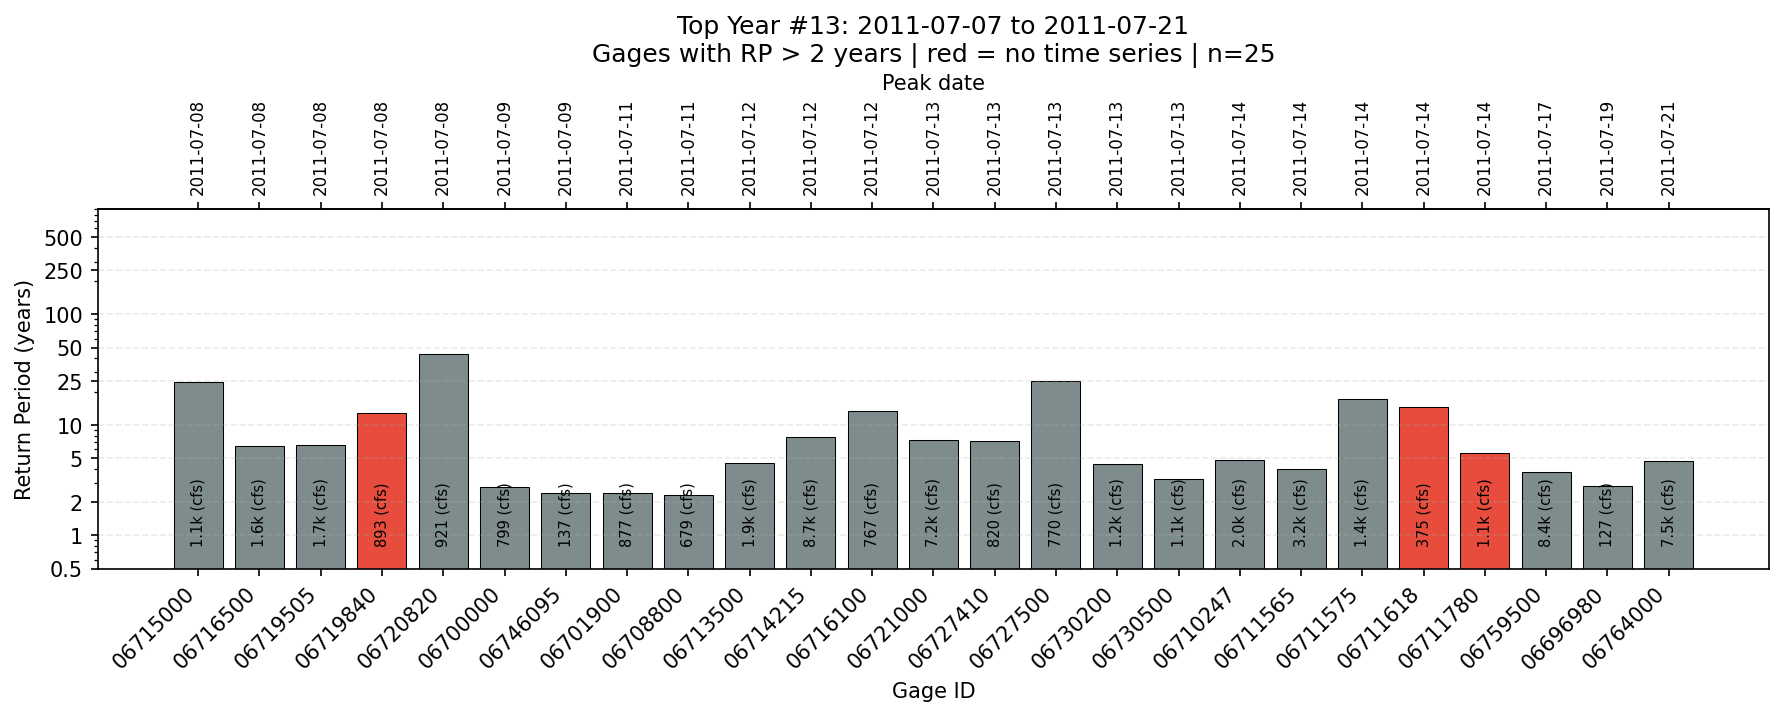 Top Year #13: 2011-07-07 to 2011-07-21
Gages with RP > 2 years | red = no time series | n=25
Peak date
2011-07-08
2011-07-08
2011-07-08
2011-07-08
2011-07-08
2011-07-09
2011-07-09
2011-07-11
2011-07-11
2011-07-12
2011-07-12
2011-07-12
2011-07-13
2011-07-13
2011-07-13
2011-07-13
2011-07-13
2011-07-14
2011-07-14
2011-07-14
2011-07-14
2011-07-14
2011-07-17
2011-07-19
2011-07-21
Return Period (years)
500
250
100
50
25
10
5
2
1
0.5
1.1k (cfs)
1.6k (cfs)
1.7k (cfs)
893 (cfs)
921 (cfs)
799 (cfs)
137 (cfs)
877 (cfs)
679 (cfs)
1.9k (cfs)
8.7k (cfs)
767 (cfs)
7.2k (cfs)
820 (cfs)
770 (cfs)
1.2k (cfs)
1.1k (cfs)
2.0k (cfs)
3.2k (cfs)
1.4k (cfs)
375 (cfs)
1.1k (cfs)
8.4k (cfs)
127 (cfs)
7.5k (cfs)
06715000
06716500
06719505
06719840
06720820
06700000
06746095
06701900
06708800
06713500
06714215
06716100
06721000
06727410
06727500
06730200
06730500
06710247
06711565
06711575
06711618
06711780
06759500
06696980
06764000
Gage ID